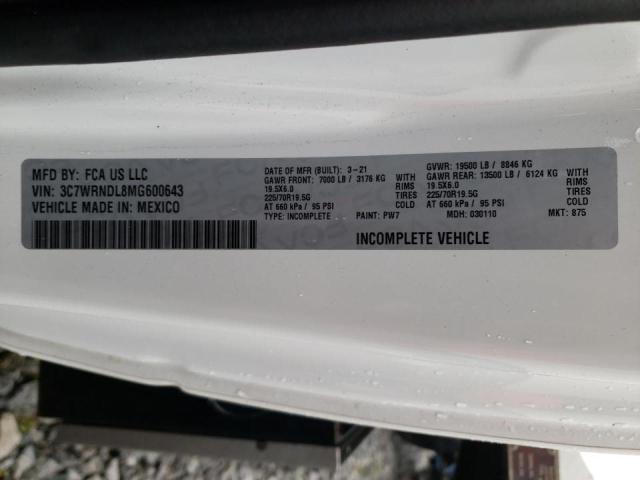 MFD BY: FCA US LLC
VIN: 3C7WRNDL8MG600643
VEHICLE MADE IN: MEXICO
DATE OF MFR (BUILT): 3-21
GAWR FRONT: 7000 LB / 3176 KG WITH
19.5X6.0 RIMS
225/70R19.5G TIRES
AT 660 kPa / 95 PSI COLD
TYPE: INCOMPLETE PAINT: PW7
GVWR: 19500 LB / 8846 KG
GAWR REAR: 13500 LB / 6124 KG WITH
19.5X6.0 RIMS
225/70R19.5G TIRES
AT 660 kPa / 95 PSI COLD
MDH: 030110 MKT: 875
INCOMPLETE VEHICLE